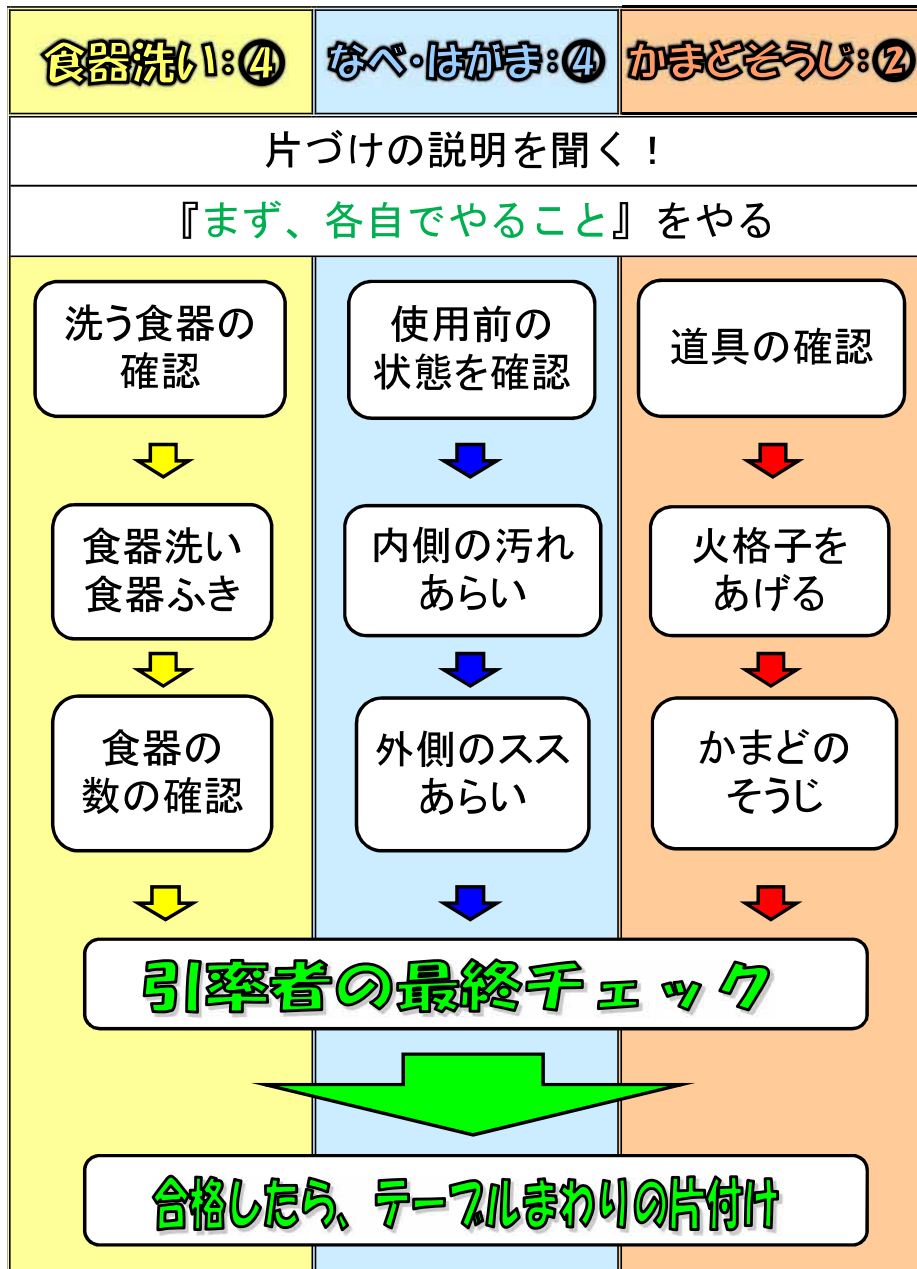 食器洗い:❹
なべ・はがま:❹
かまどそうじ:❷
片づけの説明を聞く！
『まず、各自でやること』をやる
洗う食器の
確認
食器洗い
食器ふき
食器の
数の確認
使用前の
状態を確認
内側の汚れ
あらい
外側のスス
あらい
道具の確認
火格子を
あげる
かまどの
そうじ
引率者の最終チェック
合格したら、テーブルまわりの片付け